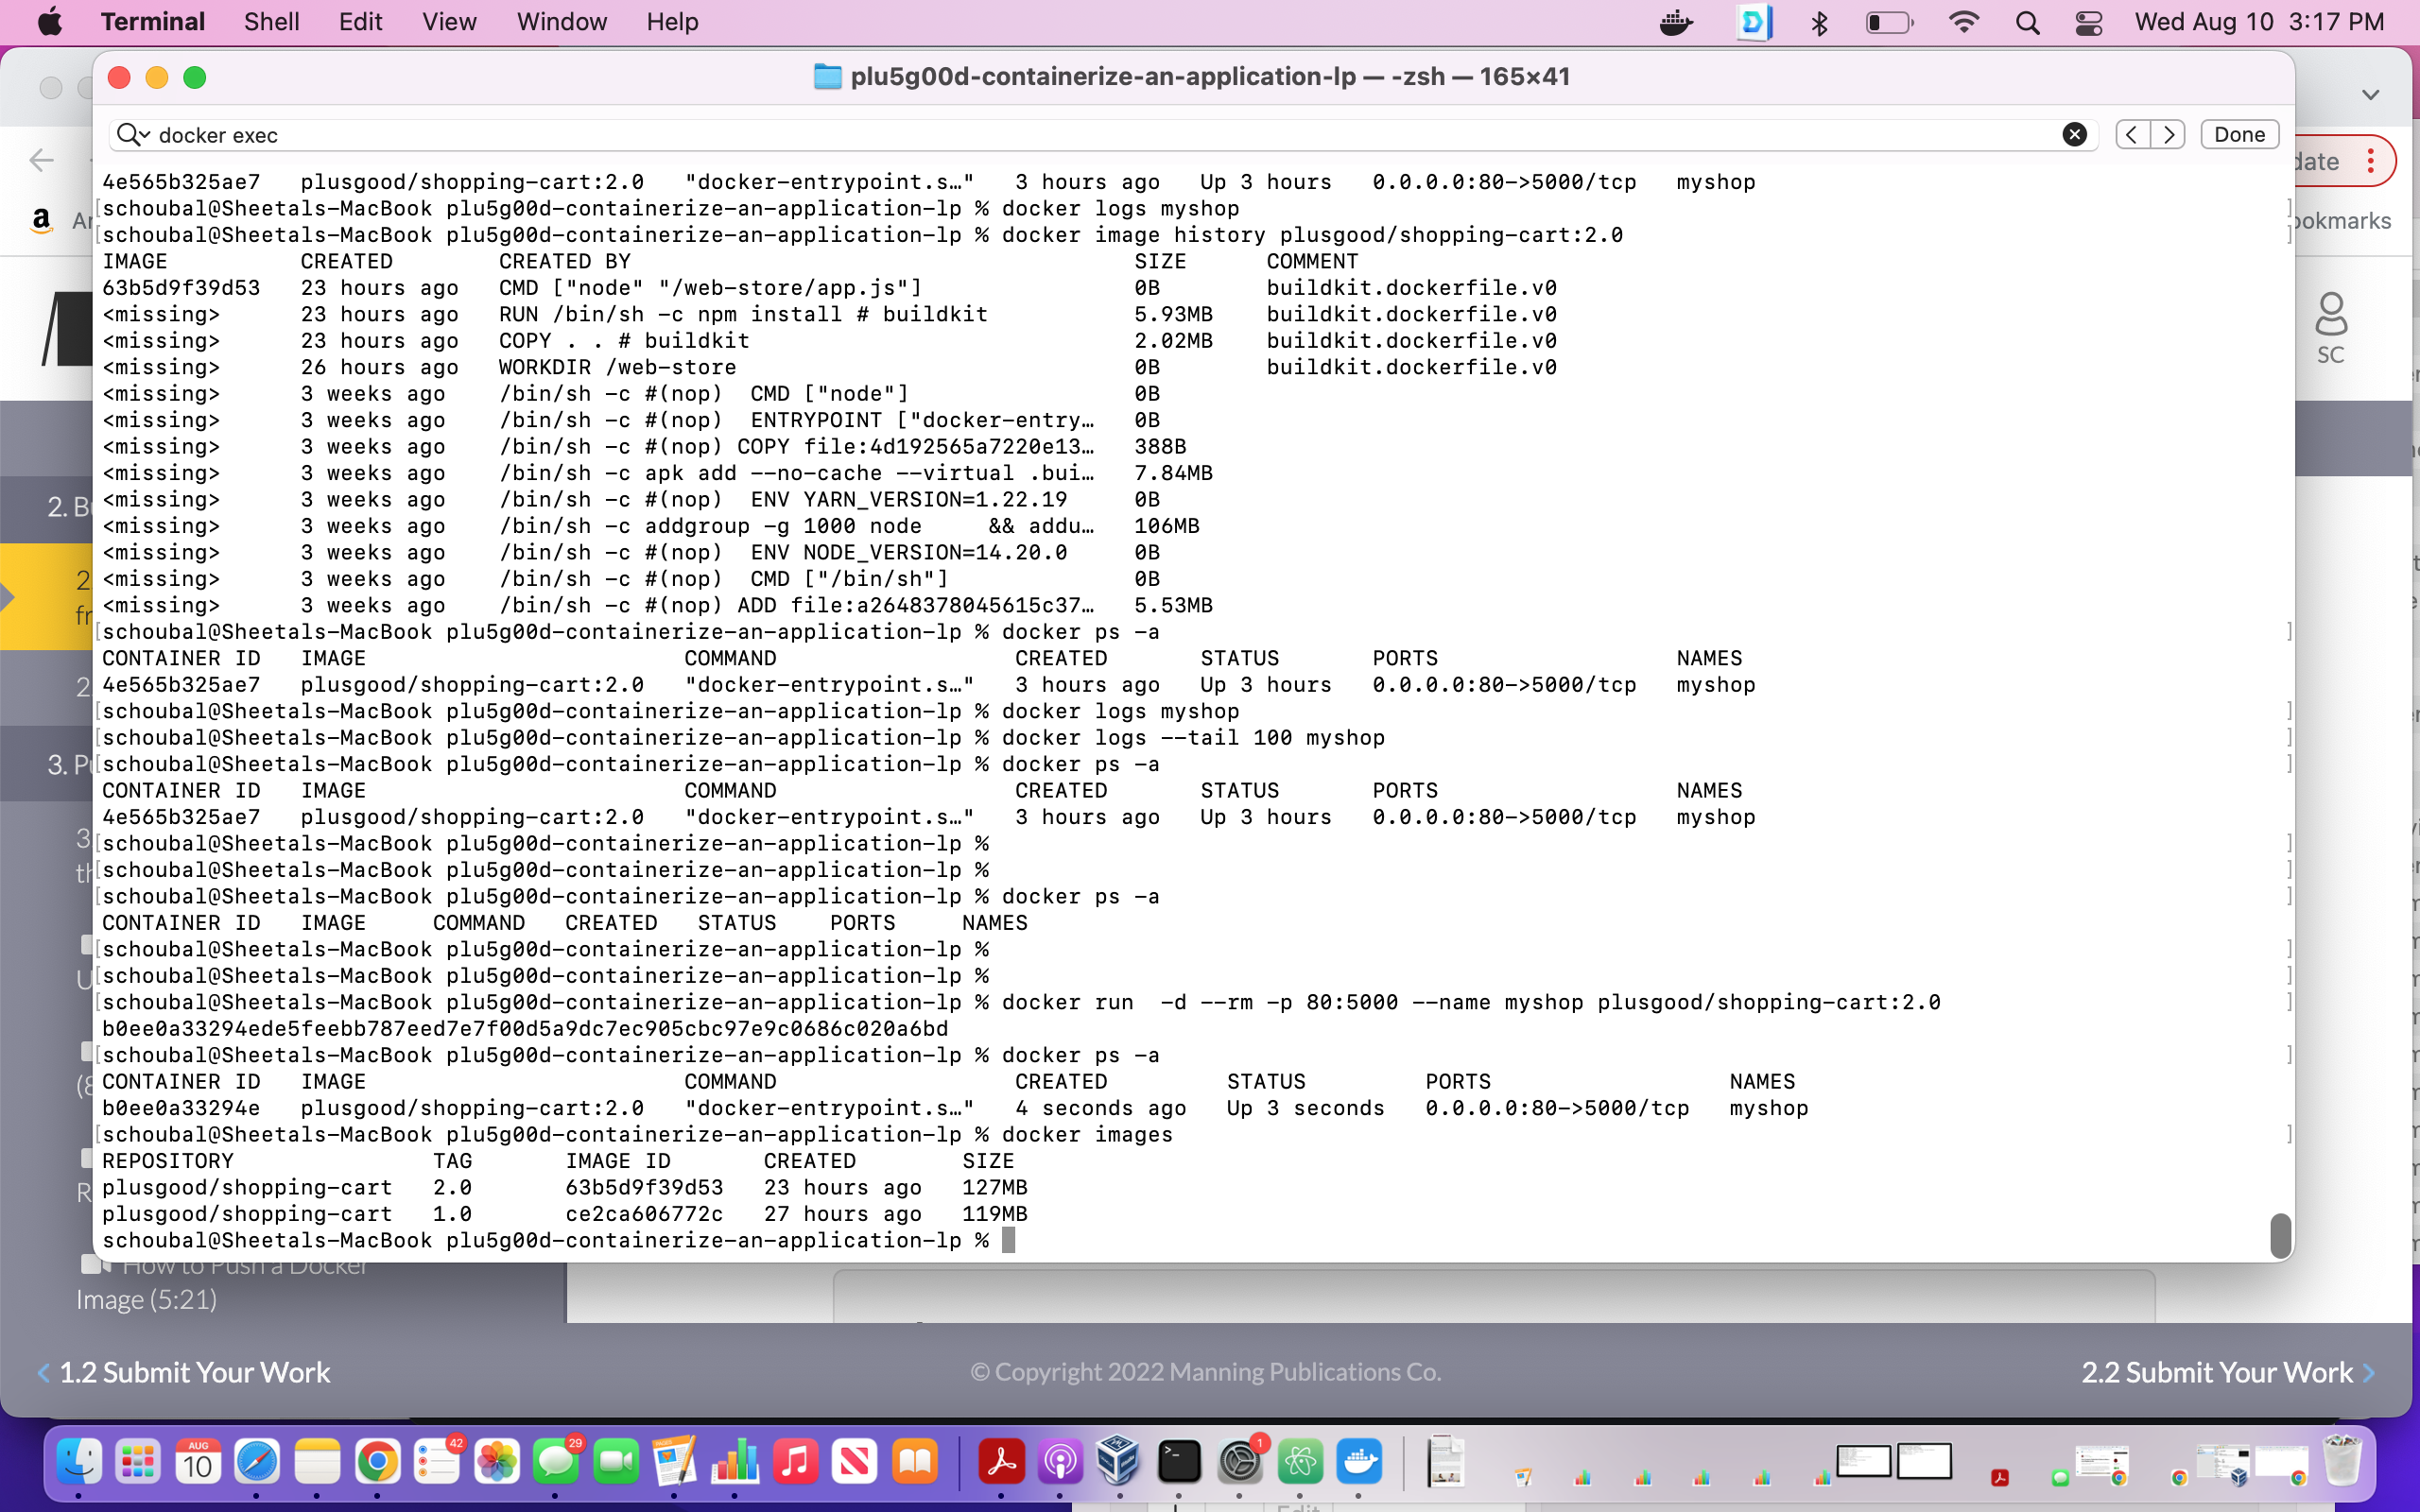 Terminal Shell Edit View Window Help Wed Aug 10 3:17 PM
plu5g00d-containerize-an-application-lp — -zsh — 165×41
docker exec Done
4e565b325ae7   plusgood/shopping-cart:2.0   "docker-entrypoint.s…"   3 hours ago   Up 3 hours   0.0.0.0:80->5000/tcp   myshop
[schoubal@Sheetals-MacBook plu5g00d-containerize-an-application-lp % docker logs myshop ]
[schoubal@Sheetals-MacBook plu5g00d-containerize-an-application-lp % docker image history plusgood/shopping-cart:2.0 ]
IMAGE          CREATED        CREATED BY                                      SIZE      COMMENT
63b5d9f39d53   23 hours ago   CMD ["node" "/web-store/app.js"]                0B        buildkit.dockerfile.v0
<missing>      23 hours ago   RUN /bin/sh -c npm install # buildkit           5.93MB    buildkit.dockerfile.v0
<missing>      23 hours ago   COPY . . # buildkit                             2.02MB    buildkit.dockerfile.v0
<missing>      26 hours ago   WORKDIR /web-store                              0B        buildkit.dockerfile.v0
<missing>      3 weeks ago    /bin/sh -c #(nop)  CMD ["node"]                 0B
<missing>      3 weeks ago    /bin/sh -c #(nop)  ENTRYPOINT ["docker-entry…   0B
<missing>      3 weeks ago    /bin/sh -c #(nop) COPY file:4d192565a7220e13…   388B
<missing>      3 weeks ago    /bin/sh -c apk add --no-cache --virtual .bui…   7.84MB
<missing>      3 weeks ago    /bin/sh -c #(nop)  ENV YARN_VERSION=1.22.19     0B
<missing>      3 weeks ago    /bin/sh -c addgroup -g 1000 node     && addu…   106MB
<missing>      3 weeks ago    /bin/sh -c #(nop)  ENV NODE_VERSION=14.20.0     0B
<missing>      3 weeks ago    /bin/sh -c #(nop)  CMD ["/bin/sh"]              0B
<missing>      3 weeks ago    /bin/sh -c #(nop) ADD file:a2648378045615c37…   5.53MB
[schoubal@Sheetals-MacBook plu5g00d-containerize-an-application-lp % docker ps -a ]
CONTAINER ID   IMAGE                        COMMAND                  CREATED       STATUS       PORTS                  NAMES
4e565b325ae7   plusgood/shopping-cart:2.0   "docker-entrypoint.s…"   3 hours ago   Up 3 hours   0.0.0.0:80->5000/tcp   myshop
[schoubal@Sheetals-MacBook plu5g00d-containerize-an-application-lp % docker logs myshop ]
[schoubal@Sheetals-MacBook plu5g00d-containerize-an-application-lp % docker logs --tail 100 myshop ]
[schoubal@Sheetals-MacBook plu5g00d-containerize-an-application-lp % docker ps -a ]
CONTAINER ID   IMAGE                        COMMAND                  CREATED       STATUS       PORTS                  NAMES
4e565b325ae7   plusgood/shopping-cart:2.0   "docker-entrypoint.s…"   3 hours ago   Up 3 hours   0.0.0.0:80->5000/tcp   myshop
[schoubal@Sheetals-MacBook plu5g00d-containerize-an-application-lp % ]
[schoubal@Sheetals-MacBook plu5g00d-containerize-an-application-lp % ]
[schoubal@Sheetals-MacBook plu5g00d-containerize-an-application-lp % docker ps -a ]
CONTAINER ID   IMAGE     COMMAND   CREATED   STATUS    PORTS     NAMES
[schoubal@Sheetals-MacBook plu5g00d-containerize-an-application-lp % ]
[schoubal@Sheetals-MacBook plu5g00d-containerize-an-application-lp % ]
[schoubal@Sheetals-MacBook plu5g00d-containerize-an-application-lp % docker run  -d --rm -p 80:5000 --name myshop plusgood/shopping-cart:2.0 ]
b0ee0a33294ede5feebb787eed7e7f00d5a9dc7ec905cbc97e9c0686c020a6bd
[schoubal@Sheetals-MacBook plu5g00d-containerize-an-application-lp % docker ps -a ]
CONTAINER ID   IMAGE                        COMMAND                  CREATED         STATUS         PORTS                  NAMES
b0ee0a33294e   plusgood/shopping-cart:2.0   "docker-entrypoint.s…"   4 seconds ago   Up 3 seconds   0.0.0.0:80->5000/tcp   myshop
[schoubal@Sheetals-MacBook plu5g00d-containerize-an-application-lp % docker images ]
REPOSITORY               TAG       IMAGE ID       CREATED        SIZE
plusgood/shopping-cart   2.0       63b5d9f39d53   23 hours ago   127MB
plusgood/shopping-cart   1.0       ce2ca606772c   27 hours ago   119MB
schoubal@Sheetals-MacBook plu5g00d-containerize-an-application-lp %
date
ookmarks
SC
2. B
2
fr
2
3. P
3
th
U
(8
R
How to Push a Docker
Image (5:21)
1.2 Submit Your Work
© Copyright 2022 Manning Publications Co.
2.2 Submit Your Work
AUG
10
42
29
1
Edit